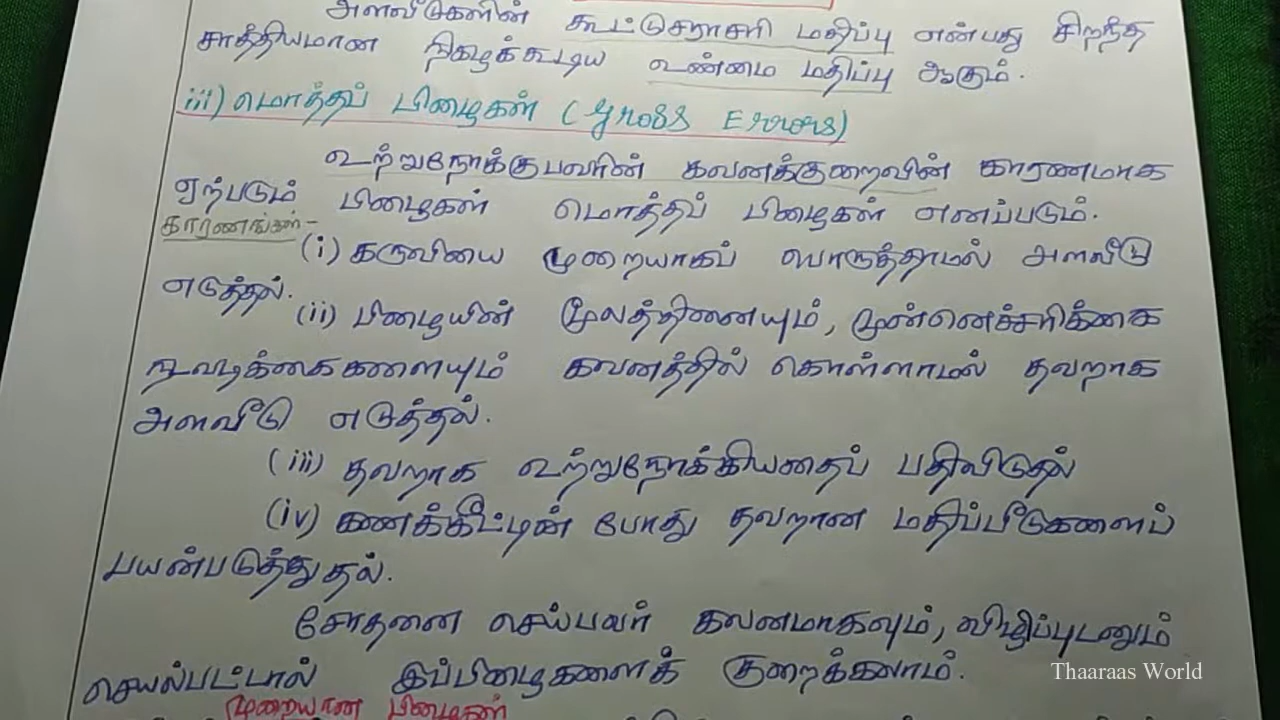 அளவீடுகளின் கூட்டுசராசரி மதிப்பு என்பது சிறந்த
சாத்தியமான நிகழக்கூடிய உண்மை மதிப்பு ஆகும்.
iii) மொத்தப் பிழைகள் (Gross Errors)
உற்றுநோக்குபவரின் கவனக்குறைவின் காரணமாக
ஏற்படும் பிழைகள் மொத்தப் பிழைகள் எனப்படும்.
காரணங்கள்-
(i) கருவியை முறையாகப் பொருத்தாமல் அளவீடு
எடுத்தல்.
(ii) பிழையின் மூலத்தினையும், முன்னெச்சரிக்கை
நடவடிக்கைகளையும் கவனத்தில் கொள்ளாமல் தவறாக
அளவீடு எடுத்தல்.
(iii) தவறாக உற்றுநோக்கியதைப் பதிவிடுதல்
(iv) கணக்கீட்டின் போது தவறான மதிப்பீடுகளைப்
பயன்படுத்துதல்.
சோதனை செய்பவர் கவனமாகவும், விழிப்புடனும்
செயல்பட்டால் இப்பிழைகளைக் குறைக்கலாம்.
Thaaraas World
முறையான பிழைகள்